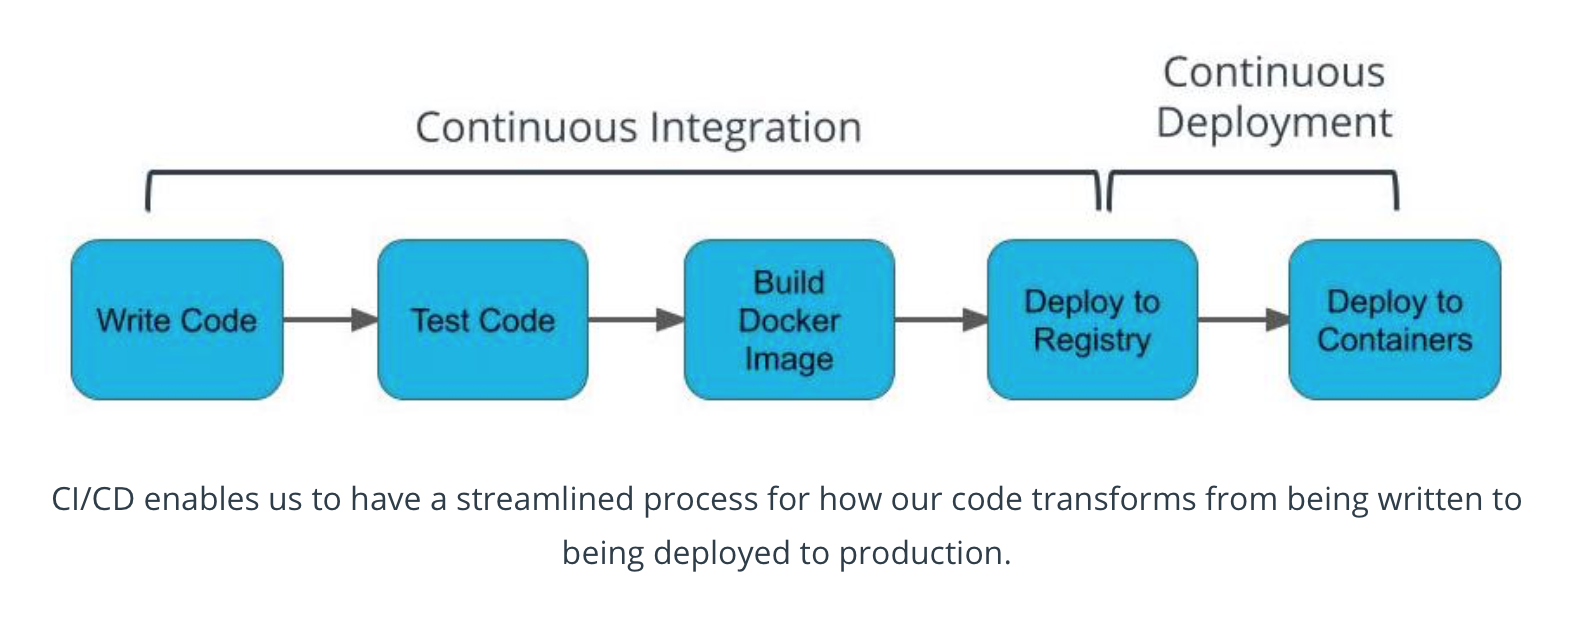 Continuous
Deployment
Continuous Integration
Write Code
Test Code
Build
Docker
Image
Deploy to
Registry
Deploy to
Containers
CI/CD enables us to have a streamlined process for how our code transforms from being written to
being deployed to production.